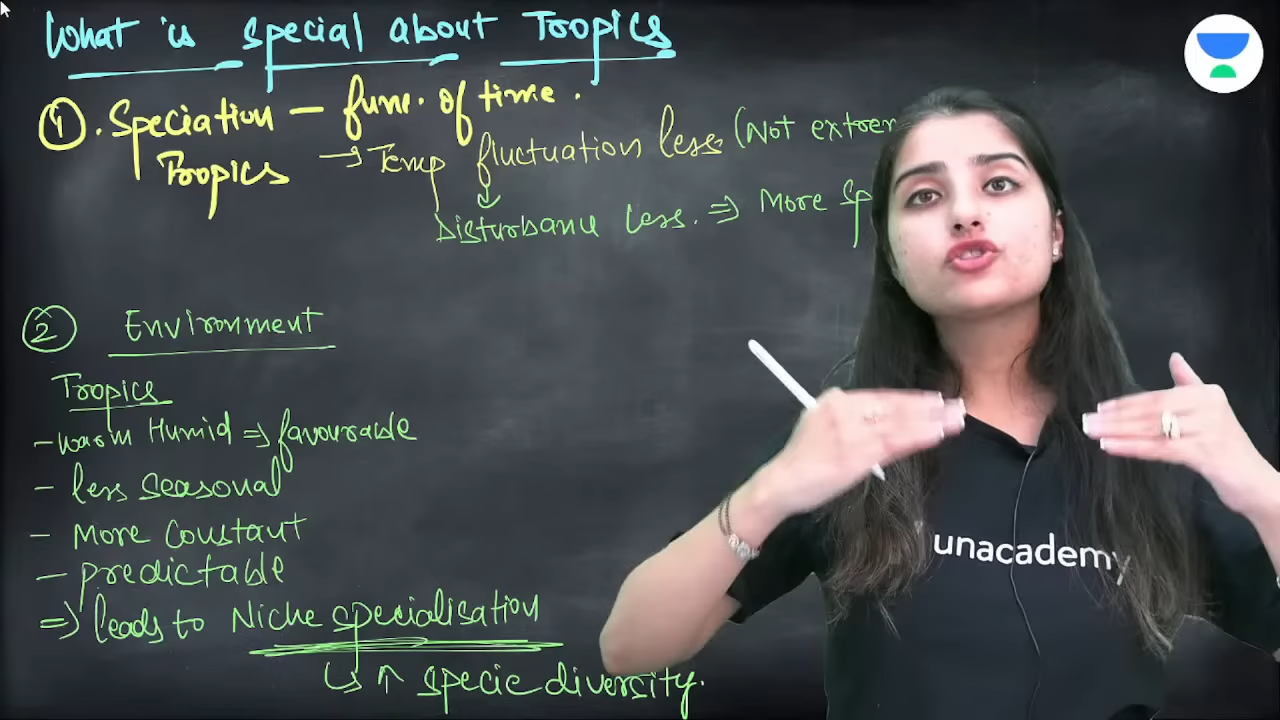 What is special about Tropics
① . Speciation – func. of time .
Tropics → Temp fluctuation less (Not extrem
Disturbance less. ⇒ More Sp
② Environment
Tropics
- warm Humid ⇒ favourable
- less seasonal
- More Constant
- predictable
⇒ leads to Niche specialisation
↳ ↑ specie diversity.
unacademy